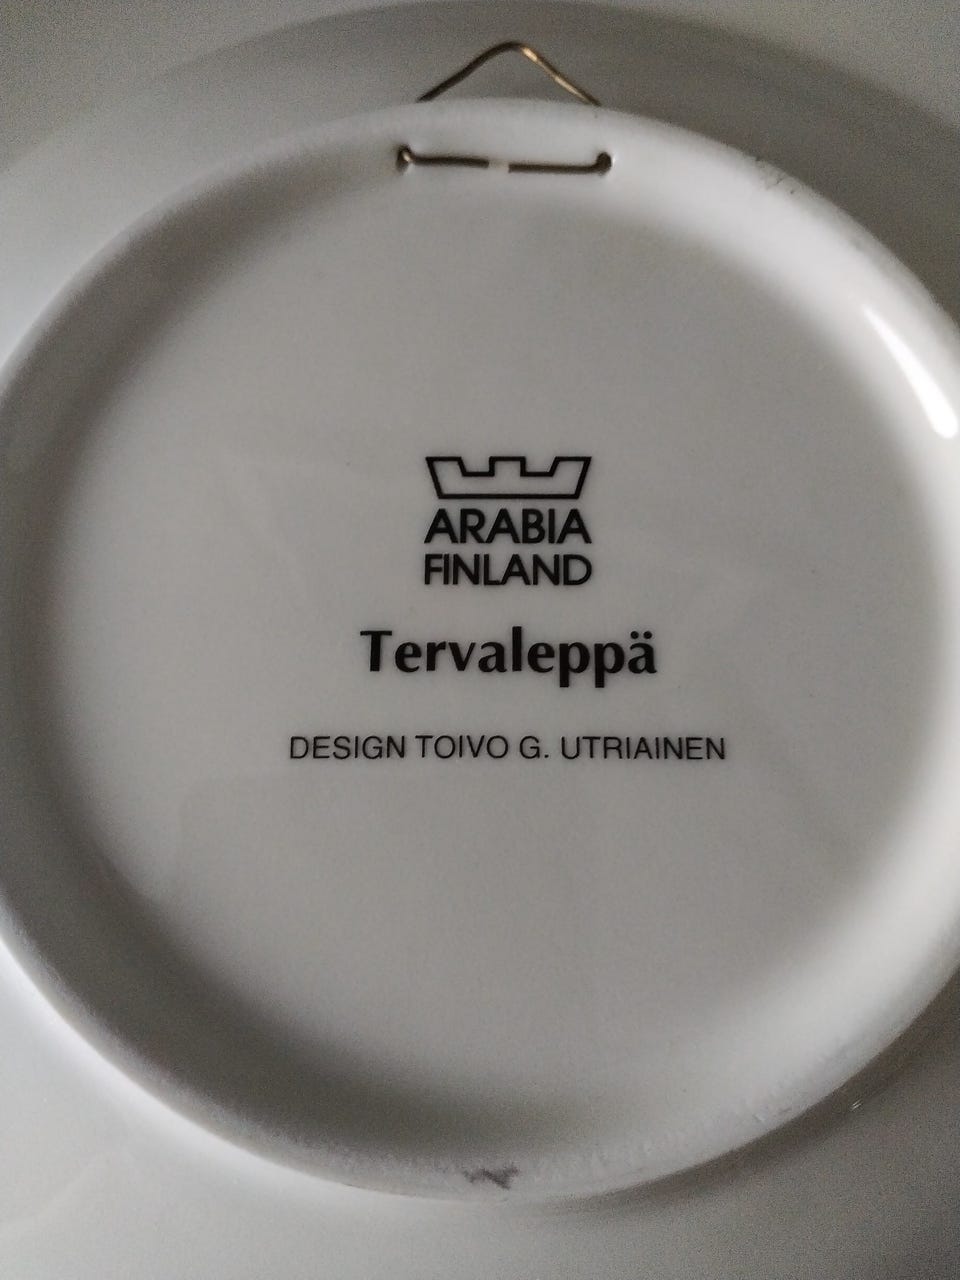 ARABIA
FINLAND
Tervaleppä
DESIGN TOIVO G. UTRIAINEN